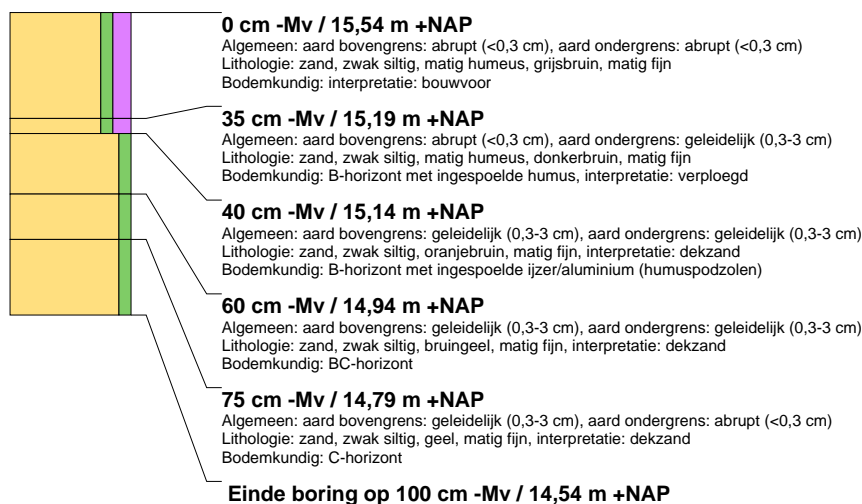 0 cm -Mv / 15,54 m +NAP
Algemeen: aard bovengrens: abrupt (<0,3 cm), aard ondergrens: abrupt (<0,3 cm)
Lithologie: zand, zwak siltig, matig humeus, grijsbruin, matig fijn
Bodemkundig: interpretatie: bouwvoor
35 cm -Mv / 15,19 m +NAP
Algemeen: aard bovengrens: abrupt (<0,3 cm), aard ondergrens: geleidelijk (0,3-3 cm)
Lithologie: zand, zwak siltig, matig humeus, donkerbruin, matig fijn
Bodemkundig: B-horizont met ingespoelde humus, interpretatie: verploegd
40 cm -Mv / 15,14 m +NAP
Algemeen: aard bovengrens: geleidelijk (0,3-3 cm), aard ondergrens: geleidelijk (0,3-3 cm)
Lithologie: zand, zwak siltig, oranjebruin, matig fijn, interpretatie: dekzand
Bodemkundig: B-horizont met ingespoelde ijzer/aluminium (humuspodzolen)
60 cm -Mv / 14,94 m +NAP
Algemeen: aard bovengrens: geleidelijk (0,3-3 cm), aard ondergrens: geleidelijk (0,3-3 cm)
Lithologie: zand, zwak siltig, bruingeel, matig fijn, interpretatie: dekzand
Bodemkundig: BC-horizont
75 cm -Mv / 14,79 m +NAP
Algemeen: aard bovengrens: geleidelijk (0,3-3 cm), aard ondergrens: abrupt (<0,3 cm)
Lithologie: zand, zwak siltig, geel, matig fijn, interpretatie: dekzand
Bodemkundig: C-horizont
Einde boring op 100 cm -Mv / 14,54 m +NAP